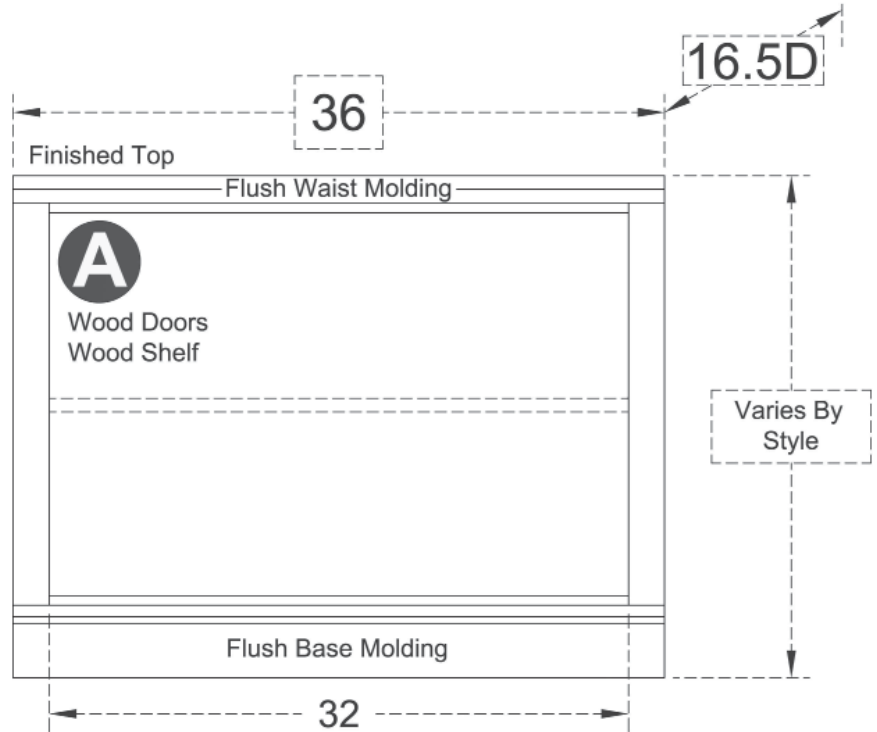 16.5D
36
Finished Top
Flush Waist Molding
A
Wood Doors
Wood Shelf
Varies By
Style
Flush Base Molding
32